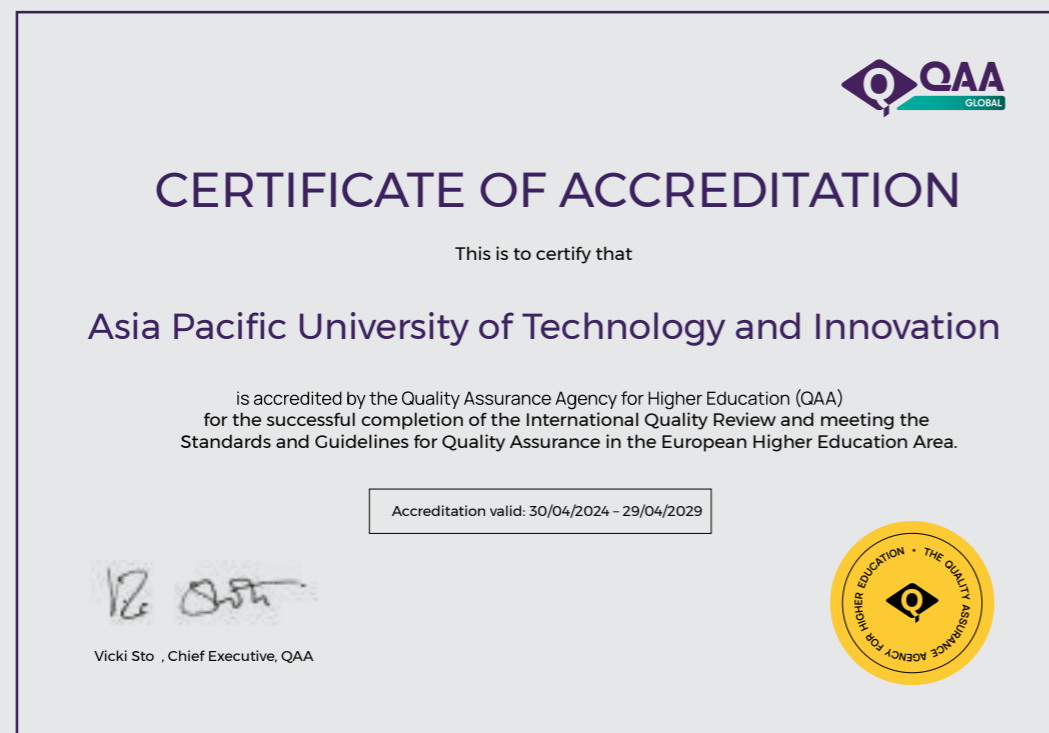 QAA
GLOBAL
CERTIFICATE OF ACCREDITATION
This is to certify that
Asia Pacific University of Technology and Innovation
is accredited by the Quality Assurance Agency for Higher Education (QAA)
for the successful completion of the International Quality Review and meeting the
Standards and Guidelines for Quality Assurance in the European Higher Education Area.
Accreditation valid: 30/04/2024 – 29/04/2029
Vicki Sto , Chief Executive, QAA
THE QUALITY ASSURANCE AGENCY FOR HIGHER EDUCATION •